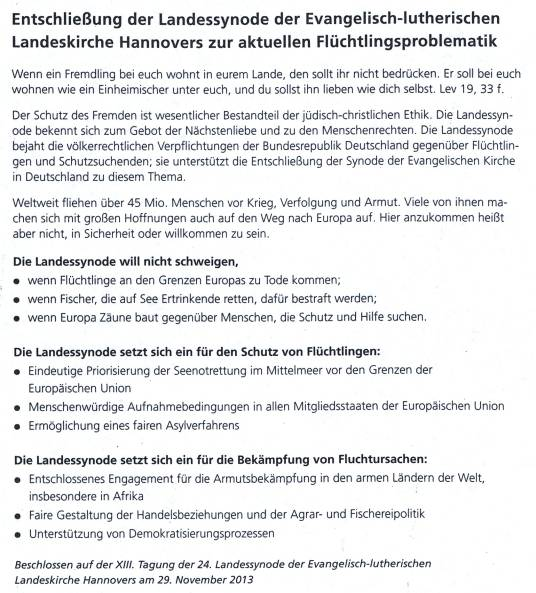 Entschließung der Landessynode der Evangelisch-lutherischen
Landeskirche Hannovers zur aktuellen Flüchtlingsproblematik
Wenn ein Fremdling bei euch wohnt in eurem Lande, den sollt ihr nicht bedrücken. Er soll bei euch
wohnen wie ein Einheimischer unter euch, und du sollst ihn lieben wie dich selbst. Lev 19, 33 f.
Der Schutz des Fremden ist wesentlicher Bestandteil der jüdisch-christlichen Ethik. Die Landessyn-
ode bekennt sich zum Gebot der Nächstenliebe und zu den Menschenrechten. Die Landessynode
bejaht die völkerrechtlichen Verpflichtungen der Bundesrepublik Deutschland gegenüber Flüchtlin-
gen und Schutzsuchenden; sie unterstützt die Entschließung der Synode der Evangelischen Kirche
in Deutschland zu diesem Thema.
Weltweit fliehen über 45 Mio. Menschen vor Krieg, Verfolgung und Armut. Viele von ihnen ma-
chen sich mit großen Hoffnungen auch auf den Weg nach Europa auf. Hier anzukommen heißt
aber nicht, in Sicherheit oder willkommen zu sein.
Die Landessynode will nicht schweigen,
● wenn Flüchtlinge an den Grenzen Europas zu Tode kommen;
● wenn Fischer, die auf See Ertrinkende retten, dafür bestraft werden;
● wenn Europa Zäune baut gegenüber Menschen, die Schutz und Hilfe suchen.
Die Landessynode setzt sich ein für den Schutz von Flüchtlingen:
● Eindeutige Priorisierung der Seenotrettung im Mittelmeer vor den Grenzen der
Europäischen Union
● Menschenwürdige Aufnahmebedingungen in allen Mitgliedsstaaten der Europäischen Union
● Ermöglichung eines fairen Asylverfahrens
Die Landessynode setzt sich ein für die Bekämpfung von Fluchtursachen:
● Entschlossenes Engagement für die Armutsbekämpfung in den armen Ländern der Welt,
insbesondere in Afrika
● Faire Gestaltung der Handelsbeziehungen und der Agrar- und Fischereipolitik
● Unterstützung von Demokratisierungsprozessen
Beschlossen auf der XIII. Tagung der 24. Landessynode der Evangelisch-lutherischen
Landeskirche Hannovers am 29. November 2013